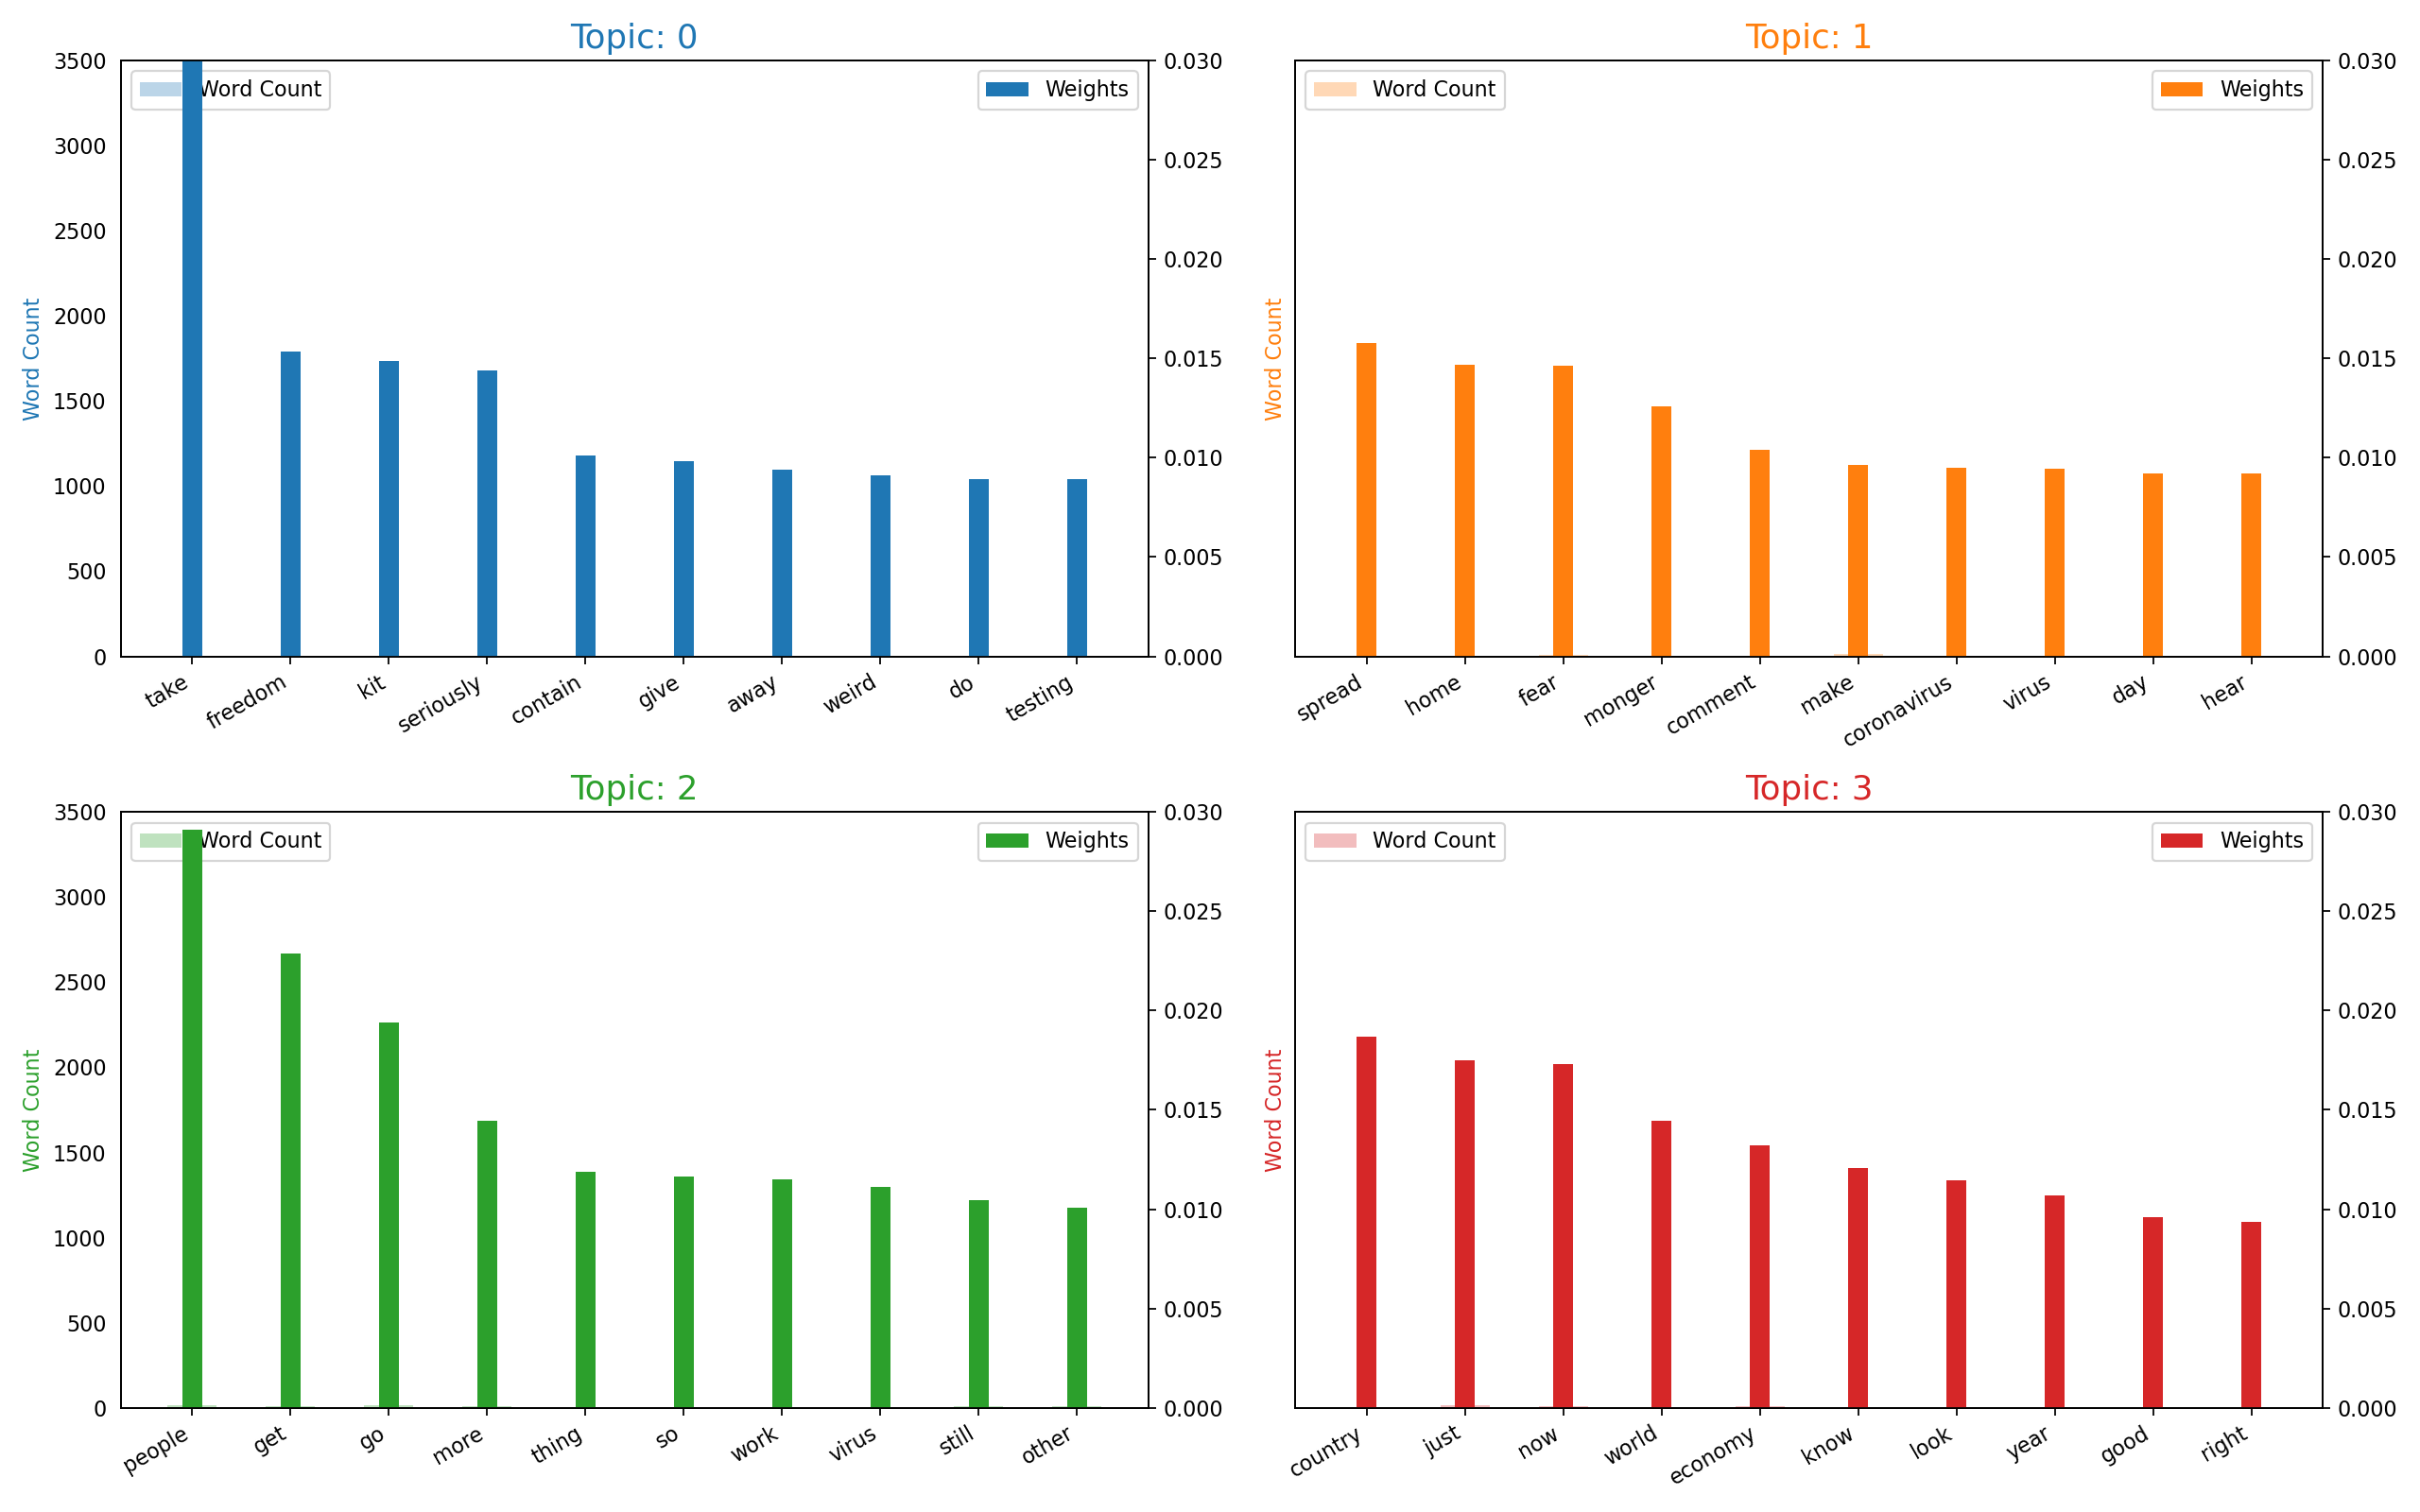 Topic: 0
Word Count
Weights
3500
3000
2500
2000
1500
1000
500
0
Word Count
0.030
0.025
0.020
0.015
0.010
0.005
0.000
take
freedom
kit
seriously
contain
give
away
weird
do
testing
Topic: 1
Word Count
Weights
Word Count
0.030
0.025
0.020
0.015
0.010
0.005
0.000
spread
home
fear
monger
comment
make
coronavirus
virus
day
hear
Topic: 2
Word Count
Weights
3500
3000
2500
2000
1500
1000
500
0
Word Count
0.030
0.025
0.020
0.015
0.010
0.005
0.000
people
get
go
more
thing
so
work
virus
still
other
Topic: 3
Word Count
Weights
Word Count
0.030
0.025
0.020
0.015
0.010
0.005
0.000
country
just
now
world
economy
know
look
year
good
right